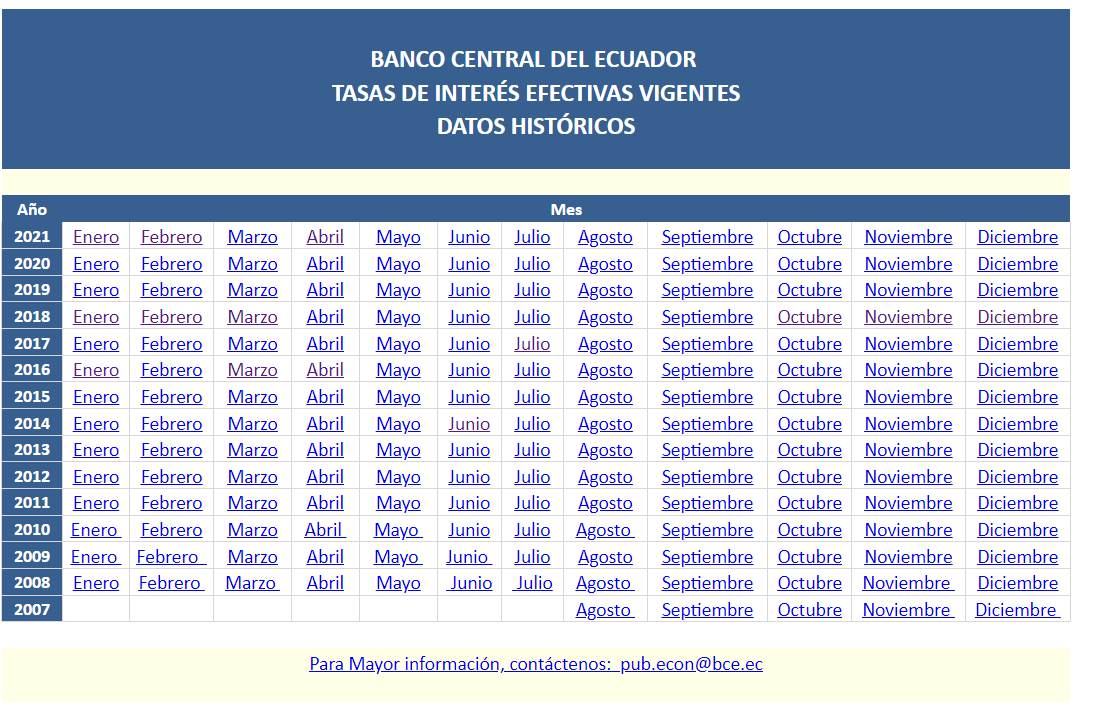 BANCO CENTRAL DEL ECUADOR
TASAS DE INTERÉS EFECTIVAS VIGENTES
DATOS HISTÓRICOS
Año Mes
2021 Enero Febrero Marzo Abril Mayo Junio Julio Agosto Septiembre Octubre Noviembre Diciembre
2020 Enero Febrero Marzo Abril Mayo Junio Julio Agosto Septiembre Octubre Noviembre Diciembre
2019 Enero Febrero Marzo Abril Mayo Junio Julio Agosto Septiembre Octubre Noviembre Diciembre
2018 Enero Febrero Marzo Abril Mayo Junio Julio Agosto Septiembre Octubre Noviembre Diciembre
2017 Enero Febrero Marzo Abril Mayo Junio Julio Agosto Septiembre Octubre Noviembre Diciembre
2016 Enero Febrero Marzo Abril Mayo Junio Julio Agosto Septiembre Octubre Noviembre Diciembre
2015 Enero Febrero Marzo Abril Mayo Junio Julio Agosto Septiembre Octubre Noviembre Diciembre
2014 Enero Febrero Marzo Abril Mayo Junio Julio Agosto Septiembre Octubre Noviembre Diciembre
2013 Enero Febrero Marzo Abril Mayo Junio Julio Agosto Septiembre Octubre Noviembre Diciembre
2012 Enero Febrero Marzo Abril Mayo Junio Julio Agosto Septiembre Octubre Noviembre Diciembre
2011 Enero Febrero Marzo Abril Mayo Junio Julio Agosto Septiembre Octubre Noviembre Diciembre
2010 Enero Febrero Marzo Abril Mayo Junio Julio Agosto Septiembre Octubre Noviembre Diciembre
2009 Enero Febrero Marzo Abril Mayo Junio Julio Agosto Septiembre Octubre Noviembre Diciembre
2008 Enero Febrero Marzo Abril Mayo Junio Julio Agosto Septiembre Octubre Noviembre Diciembre
2007 Agosto Septiembre Octubre Noviembre Diciembre
Para Mayor información, contáctenos: pub.econ@bce.ec